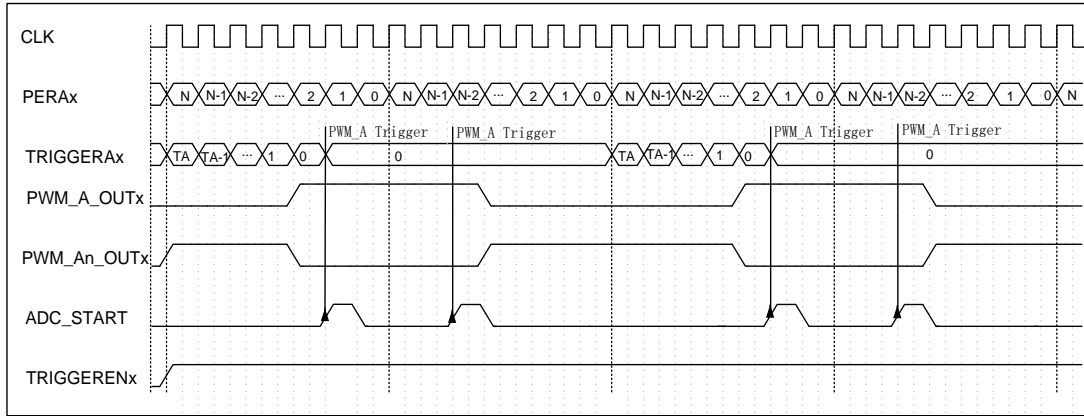 CLK
PERAx N N-1 N-2 ... 2 1 0 N N-1 N-2 ... 2 1 0 N N-1 N-2 ... 2 1 0 N N-1 N-2 ... 2 1 0 N
PWM_A Trigger PWM_A Trigger PWM_A Trigger PWM_A Trigger
TRIGGERAx TA TA-1 ... 1 0 0 TA TA-1 ... 1 0 0
PWM_A_OUTx
PWM_An_OUTx
ADC_START
TRIGGERENx